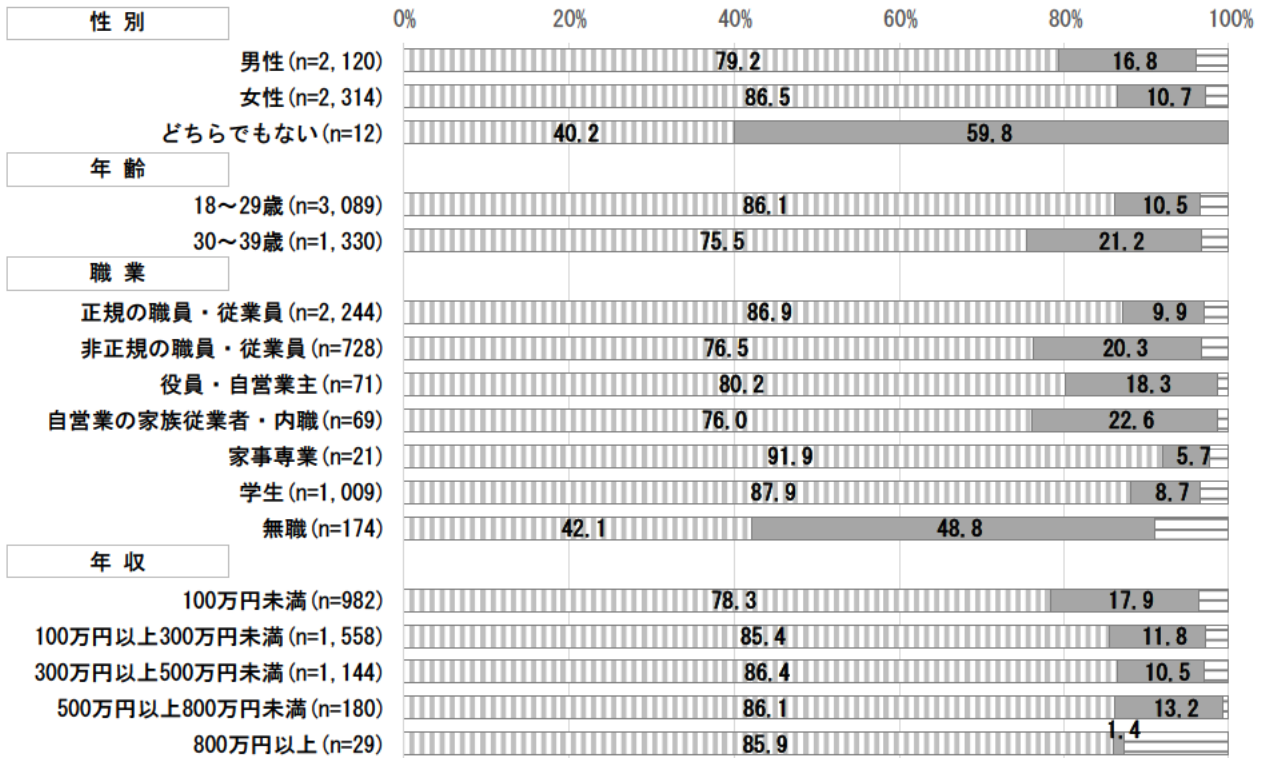 性 別
0% 20% 40% 60% 80% 100%
男性(n=2,120) 79.2 16.8
女性(n=2,314) 86.5 10.7
どちらでもない(n=12) 40.2 59.8
年 齢
18～29歳(n=3,089) 86.1 10.5
30～39歳(n=1,330) 75.5 21.2
職 業
正規の職員・従業員(n=2,244) 86.9 9.9
非正規の職員・従業員(n=728) 76.5 20.3
役員・自営業主(n=71) 80.2 18.3
自営業の家族従業者・内職(n=69) 76.0 22.6
家事専業(n=21) 91.9 5.7
学生(n=1,009) 87.9 8.7
無職(n=174) 42.1 48.8
年 収
100万円未満(n=982) 78.3 17.9
100万円以上300万円未満(n=1,558) 85.4 11.8
300万円以上500万円未満(n=1,144) 86.4 10.5
500万円以上800万円未満(n=180) 86.1 13.2
800万円以上(n=29) 85.9 1.4